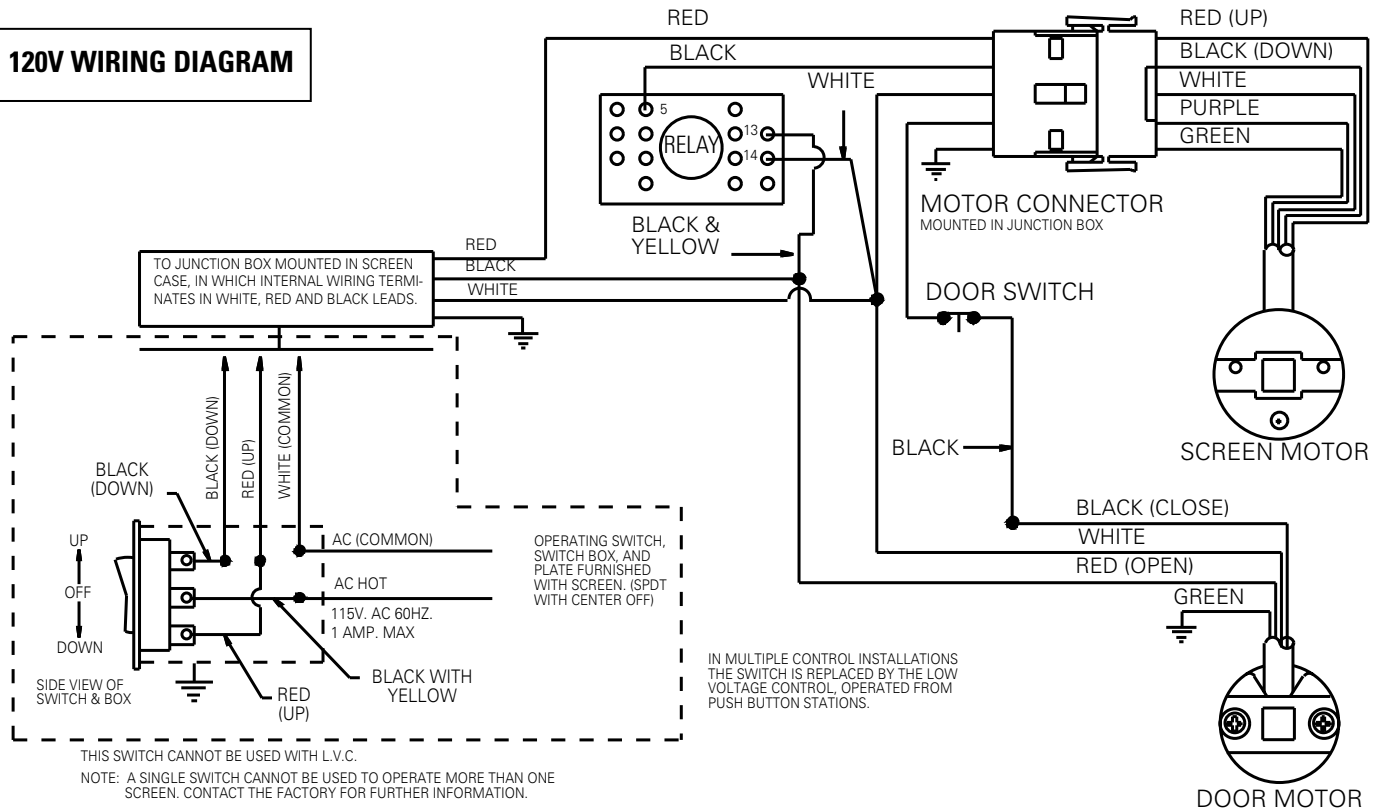 120V WIRING DIAGRAM
RED
BLACK
WHITE
RED (UP)
BLACK (DOWN)
WHITE
PURPLE
GREEN
5
13
14
RELAY
BLACK &
YELLOW
MOTOR CONNECTOR
MOUNTED IN JUNCTION BOX
RED
BLACK
WHITE
TO JUNCTION BOX MOUNTED IN SCREEN
CASE, IN WHICH INTERNAL WIRING TERMI-
NATES IN WHITE, RED AND BLACK LEADS.
DOOR SWITCH
SCREEN MOTOR
BLACK
BLACK (DOWN)
RED (UP)
WHITE (COMMON)
BLACK
(DOWN)
UP
OFF
DOWN
AC (COMMON)
AC HOT
115V. AC 60HZ.
1 AMP. MAX
OPERATING SWITCH,
SWITCH BOX, AND
PLATE FURNISHED
WITH SCREEN. (SPDT
WITH CENTER OFF)
BLACK (CLOSE)
WHITE
RED (OPEN)
GREEN
SIDE VIEW OF
SWITCH & BOX
RED
(UP)
BLACK WITH
YELLOW
IN MULTIPLE CONTROL INSTALLATIONS
THE SWITCH IS REPLACED BY THE LOW
VOLTAGE CONTROL, OPERATED FROM
PUSH BUTTON STATIONS.
THIS SWITCH CANNOT BE USED WITH L.V.C.
NOTE: A SINGLE SWITCH CANNOT BE USED TO OPERATE MORE THAN ONE
SCREEN. CONTACT THE FACTORY FOR FURTHER INFORMATION.
DOOR MOTOR